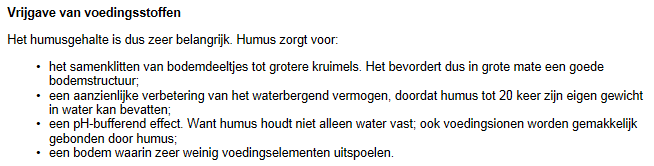 Vrijgave van voedingsstoffen
Het humusgehalte is dus zeer belangrijk. Humus zorgt voor:
• het samenklitten van bodemdeeltjes tot grotere kruimels. Het bevordert dus in grote mate een goede
bodemstructuur;
• een aanzienlijke verbetering van het waterbergend vermogen, doordat humus tot 20 keer zijn eigen gewicht
in water kan bevatten;
• een pH-bufferend effect. Want humus houdt niet alleen water vast; ook voedingsionen worden gemakkelijk
gebonden door humus;
• een bodem waarin zeer weinig voedingselementen uitspoelen.